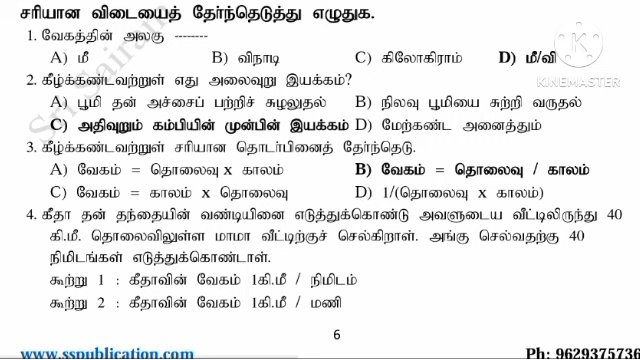 சரியான விடையைத் தேர்ந்தெடுத்து எழுதுக.
1. வேகத்தின் அலகு --------
A) மீ B) விநாடி C) கிலோகிராம் D) மீ/வி
2. கீழ்க்கண்டவற்றுள் எது அலைவுறு இயக்கம்?
A) பூமி தன் அச்சைப் பற்றிச் சுழலுதல் B) நிலவு பூமியை சுற்றி வருதல்
C) அதிவுறும் கம்பியின் முன்பின் இயக்கம் D) மேற்கண்ட அனைத்தும்
3. கீழ்க்கண்டவற்றுள் சரியான தொடர்பினைத் தேர்ந்தெடு.
A) வேகம் = தொலைவு x காலம் B) வேகம் = தொலைவு / காலம்
C) வேகம் = காலம் x தொலைவு D) 1/(தொலைவு x காலம்)
4. கீதா தன் தந்தையின் வண்டியினை எடுத்துக்கொண்டு அவளுடைய வீட்டிலிருந்து 40
கி.மீ. தொலைவிலுள்ள மாமா வீட்டிற்குச் செல்கிறாள். அங்கு செல்வதற்கு 40
நிமிடங்கள் எடுத்துக்கொண்டாள்.
கூற்று 1 : கீதாவின் வேகம் 1கி.மீ / நிமிடம்
கூற்று 2 : கீதாவின் வேகம் 1கி.மீ / மணி
6
www.sspublication.com Ph: 9629375736
KINEMASTER
Sri Sairam